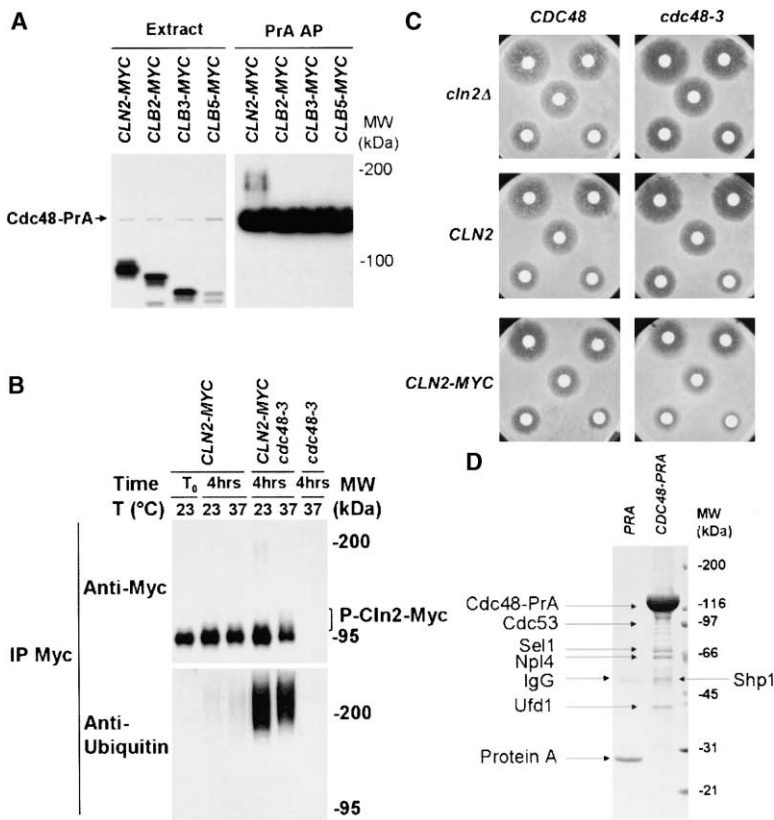 A
Extract
PrA AP
CLN2-MYC
CLB2-MYC
CLB3-MYC
CLB5-MYC
CLN2-MYC
CLB2-MYC
CLB3-MYC
CLB5-MYC
MW
(kDa)
-200
Cdc48-PrA
-100
B
CLN2-MYC
CLN2-MYC
cdc48-3
cdc48-3
Time
T0
4hrs
4hrs
4hrs
MW
T (°C)
23
23
37
23
37
37
(kDa)
-200
Anti-Myc
P-Cln2-Myc
-95
IP Myc
Anti-
Ubiquitin
-200
-95
C
CDC48
cdc48-3
cln2Δ
CLN2
CLN2-MYC
D
PRA
CDC48-PRA
MW
(kDa)
-200
Cdc48-PrA
-116
Cdc53
-97
Sel1
-66
Npl4
IgG
Shp1
-45
Ufd1
-31
Protein A
-21